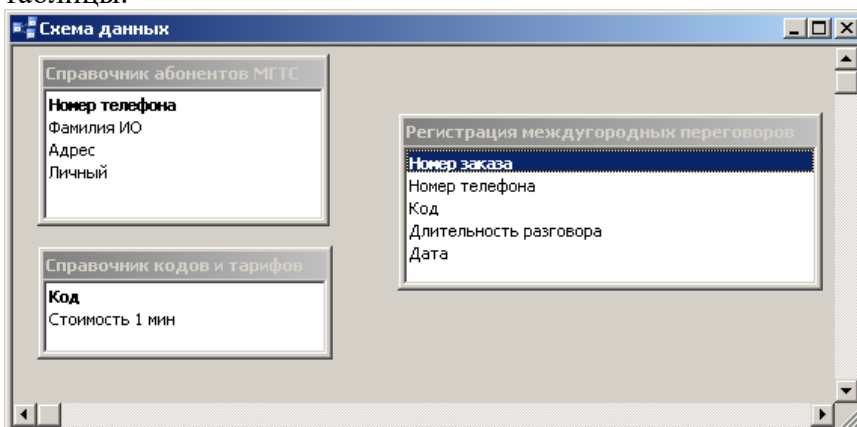 таблицы.
Схема данных
Справочник абонентов МГТС
Номер телефона
Фамилия ИО
Адрес
Личный
Регистрация междугородных переговоров
Номер заказа
Номер телефона
Код
Длительность разговора
Дата
Справочник кодов и тарифов
Код
Стоимость 1 мин